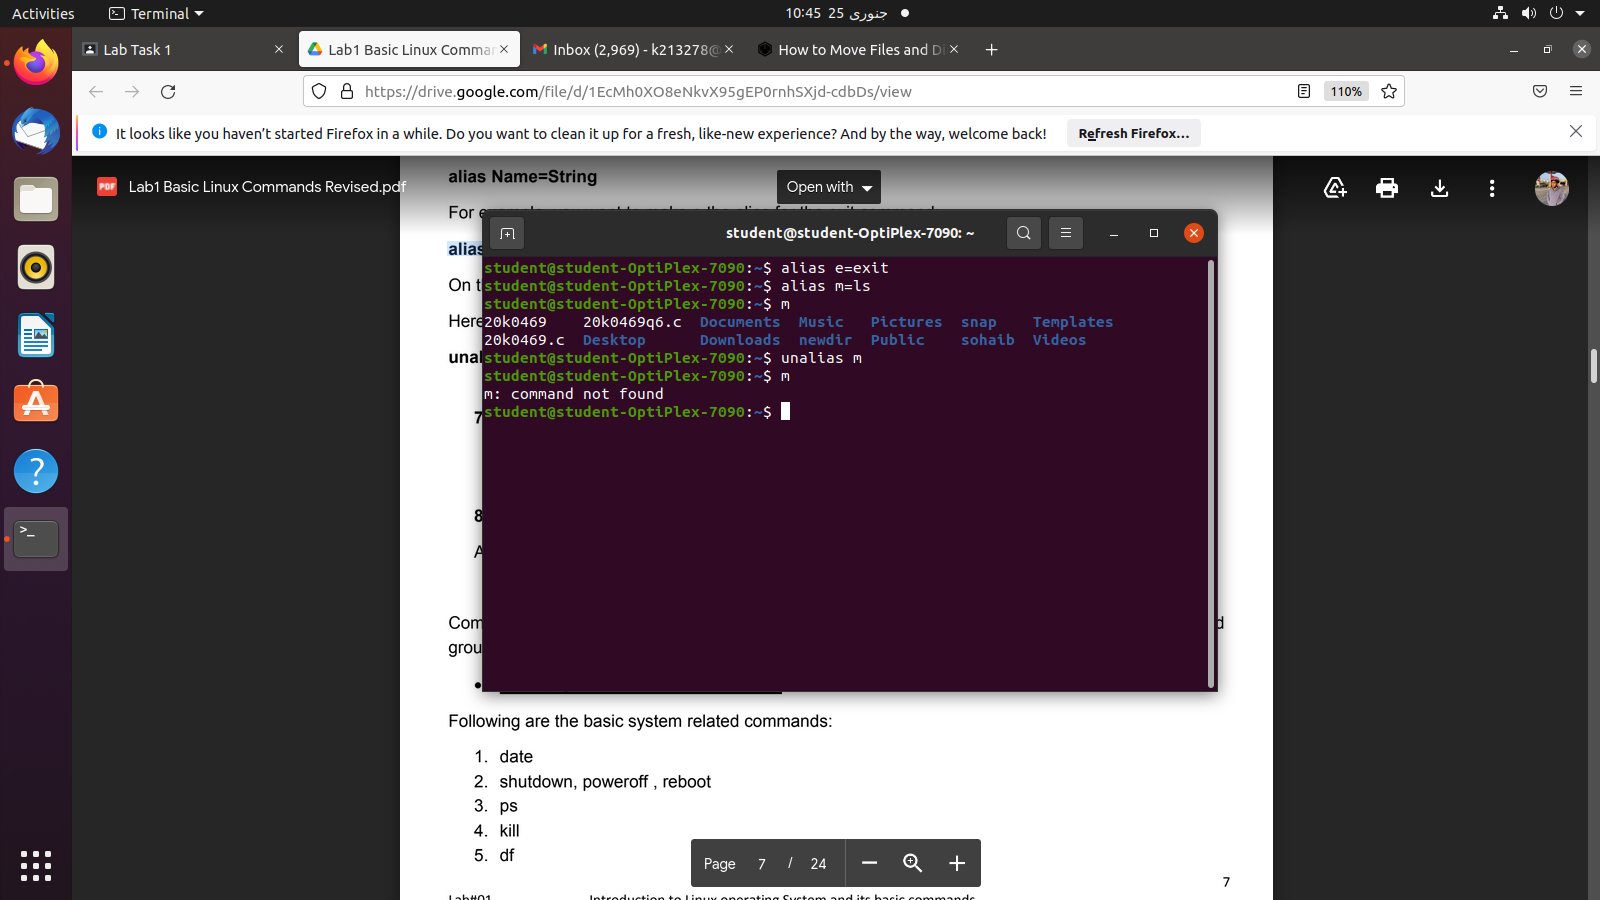 Activities
Terminal
10:45 25 جنوری
Lab Task 1
Lab1 Basic Linux Comma
Inbox (2,969) - k213278@
How to Move Files and Di
https://drive.google.com/file/d/1EcMh0XO8eNkvX95gEP0rnhSXjd-cdbDs/view
110%
It looks like you haven't started Firefox in a while. Do you want to clean it up for a fresh, like-new experience? And by the way, welcome back!
Refresh Firefox...
alias Name=String
PDF
Lab1 Basic Linux Commands Revised.pdf
Open with
For
alias
On t
Here
unal
7
8
A
student@student-OptiPlex-7090: ~
student@student-OptiPlex-7090:~$ alias e=exit
student@student-OptiPlex-7090:~$ alias m=ls
student@student-OptiPlex-7090:~$ m
20k0469 20k0469q6.c Documents Music Pictures snap Templates
20k0469.c Desktop Downloads newdir Public sohaib Videos
student@student-OptiPlex-7090:~$ unalias m
student@student-OptiPlex-7090:~$ m
m: command not found
student@student-OptiPlex-7090:~$
Com
d
grou
Following are the basic system related commands:
1. date
2. shutdown, poweroff , reboot
3. ps
4. kill
5. df
Page 7 / 24
7
Lab#01 Introduction to Linux operating System and its basic commands